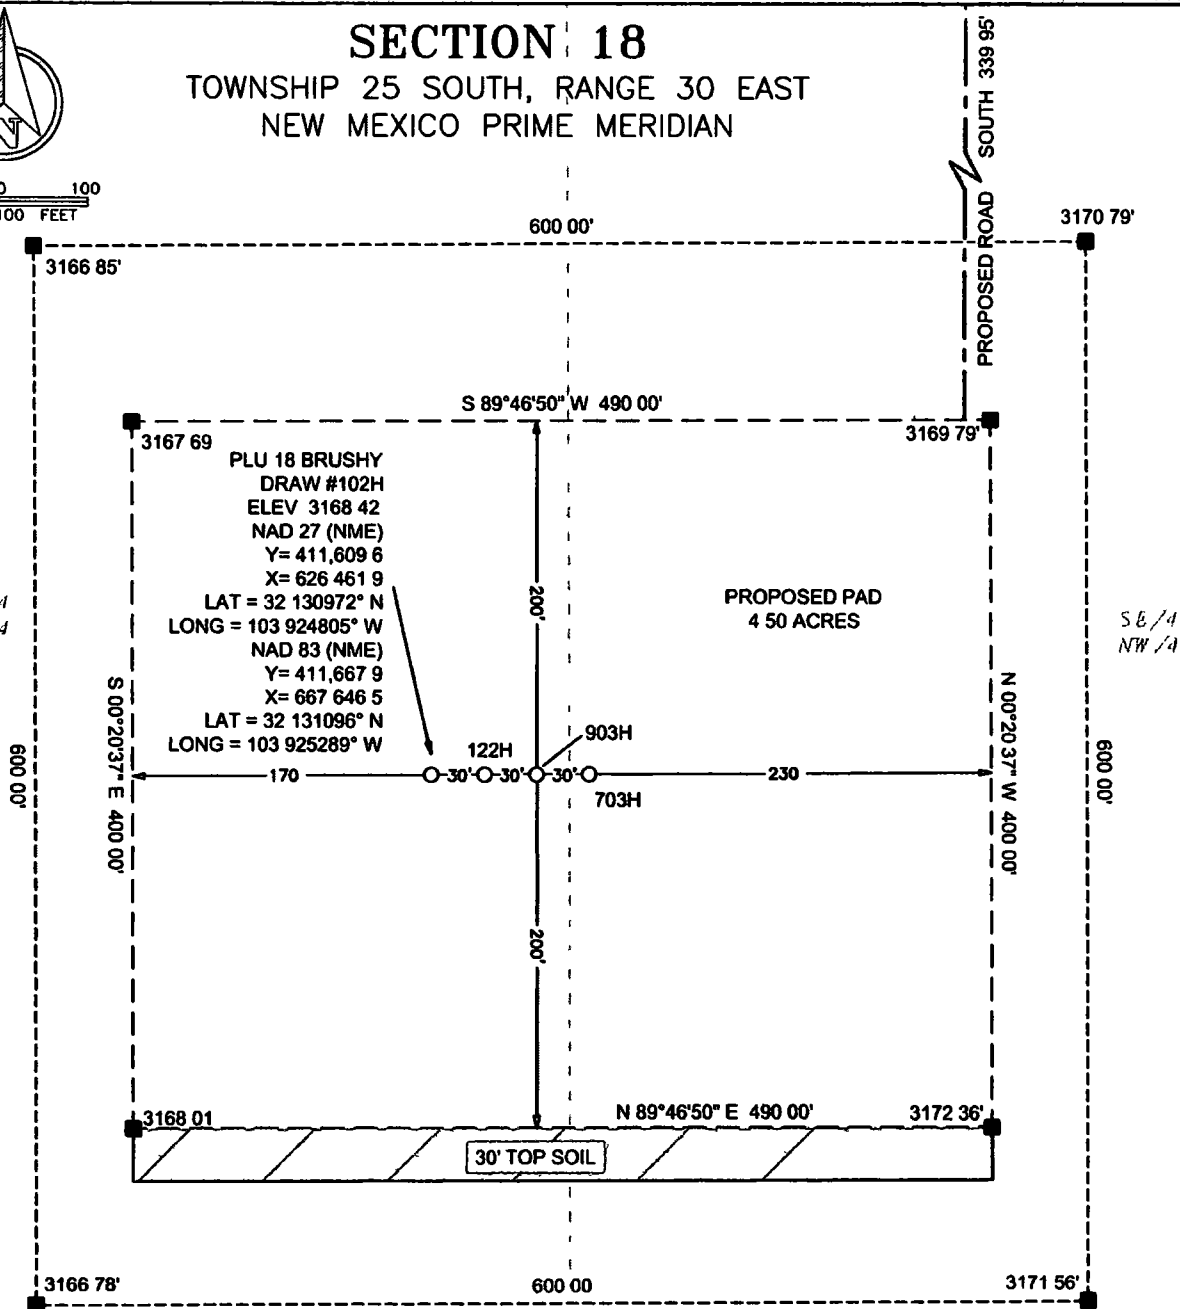 SECTION 18
TOWNSHIP 25 SOUTH, RANGE 30 EAST
NEW MEXICO PRIME MERIDIAN
N
100
FEET
SOUTH 339 95'
PROPOSED ROAD
600 00'
3170 79'
3166 85'
S 89°46'50" W 490 00'
3167 69
3169 79'
PLU 18 BRUSHY
DRAW #102H
ELEV 3168 42
NAD 27 (NME)
Y= 411,609 6
X= 626 461 9
LAT = 32 130972° N
LONG = 103 924805° W
NAD 83 (NME)
Y= 411,667 9
X= 667 646 5
LAT = 32 131096° N
LONG = 103 925289° W
200'
PROPOSED PAD
4 50 ACRES
SE/4
NW/4
S 00°20'37" E 400 00'
N 00°20 37" W 400 00'
600 00'
600 00'
122H
903H
170
30'
30'
30'
230
703H
200'
3168 01
N 89°46'50" E 490 00'
3172 36'
30' TOP SOIL
3166 78'
600 00
3171 56'